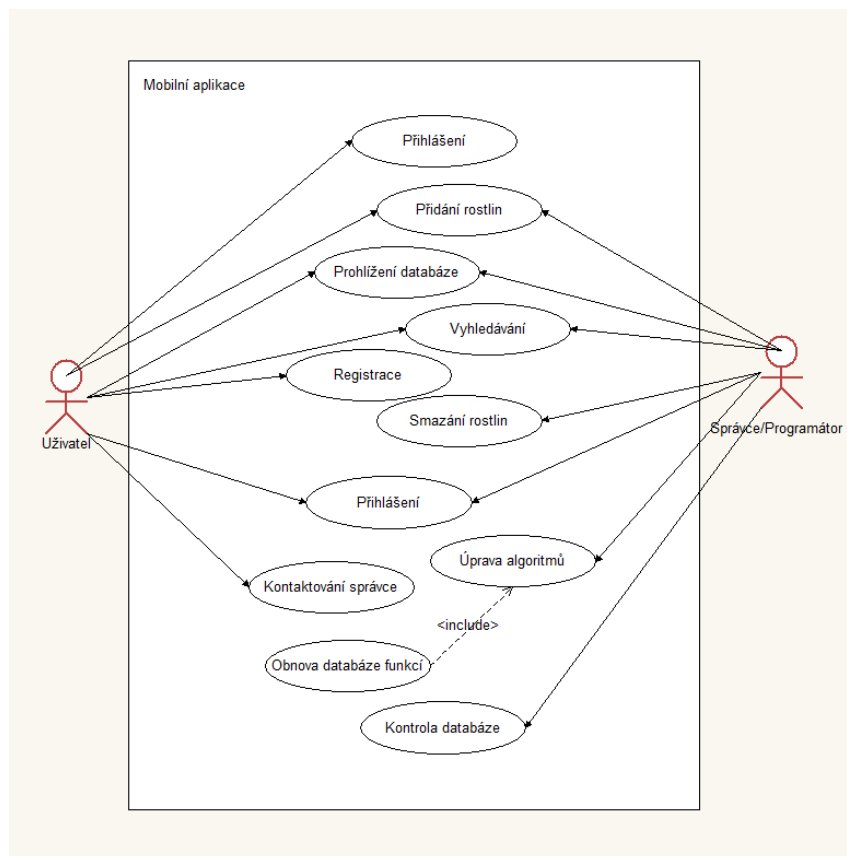 Mobilní aplikace
Přihlášení
Přidání rostlin
Prohlížení databáze
Vyhledávání
Registrace
Smazání rostlin
Uživatel
Správce/Programátor
Přihlášení
Úprava algoritmů
Kontaktování správce
<include>
Obnova databáze funkcí
Kontrola databáze